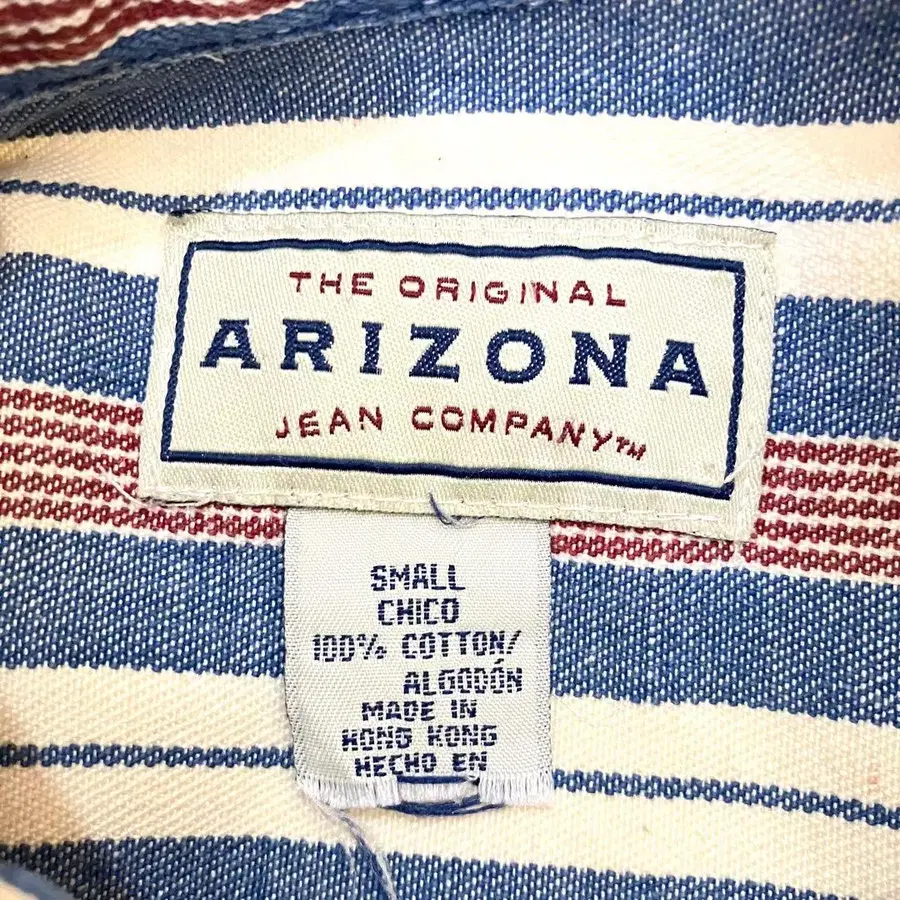 THE ORIGINAL
ARIZONA
JEAN COMPANY™
SMALL
CHICO
100% COTTON/
ALGODÓN
MADE IN
HONG KONG
HECHO EN